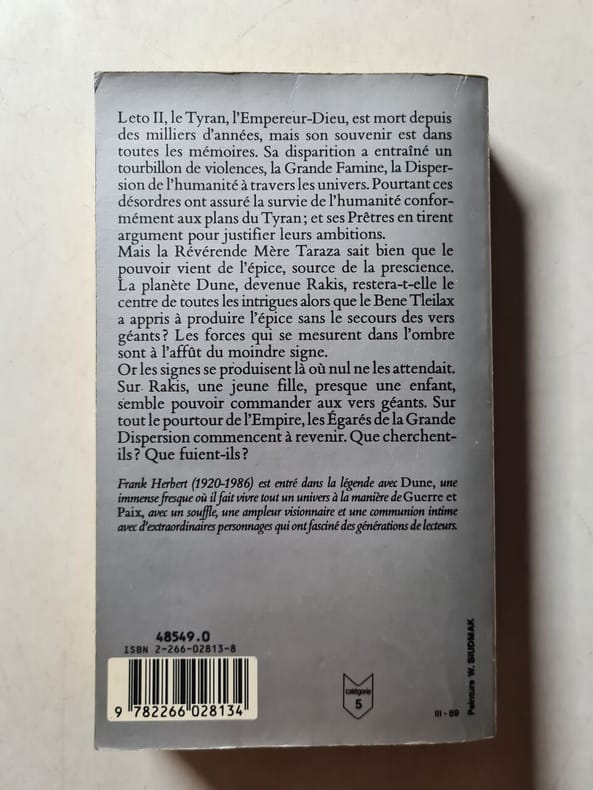 Leto II, le Tyran, l'Empereur-Dieu, est mort depuis
des milliers d'années, mais son souvenir est dans
toutes les mémoires. Sa disparition a entraîné un
tourbillon de violences, la Grande Famine, la Disper-
sion de l'humanité à travers les univers. Pourtant ces
désordres ont assuré la survie de l'humanité confor-
mément aux plans du Tyran; et ses Prêtres en tirent
argument pour justifier leurs ambitions.
Mais la Révérende Mère Taraza sait bien que le
pouvoir vient de l'épice, source de la prescience.
La planète Dune, devenue Rakis, restera-t-elle le
centre de toutes les intrigues alors que le Bene Tleilax
a appris à produire l'épice sans le secours des vers
géants? Les forces qui se mesurent dans l'ombre
sont à l'affût du moindre signe.
Or les signes se produisent là où nul ne les attendait.
Sur Rakis, une jeune fille, presque une enfant,
semble pouvoir commander aux vers géants. Sur
tout le pourtour de l'Empire, les Égarés de la Grande
Dispersion commencent à revenir. Que cherchent-
ils? Que fuient-ils?
Frank Herbert (1920-1986) est entré dans la légende avec Dune, une
immense fresque où il fait vivre tout un univers à la manière de Guerre et
Paix, avec un souffle, une ampleur visionnaire et une communion intime
avec d'extraordinaires personnages qui ont fasciné des générations de lecteurs.
48549.0
ISBN 2-266-02813-8
9 782266 028134
catégorie
5
III - 89
Peinture W. SIUDMAK